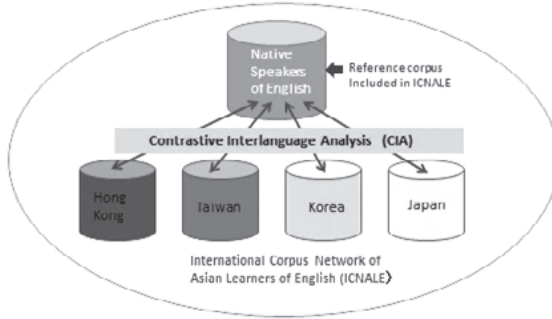 Native
Speakers
of English
Reference corpus
Included in ICNALE
Contrastive Interlanguage Analysis (CIA)
Hong
Kong
Taiwan
Korea
Japan
International Corpus Network of
Asian Learners of English (ICNALE)